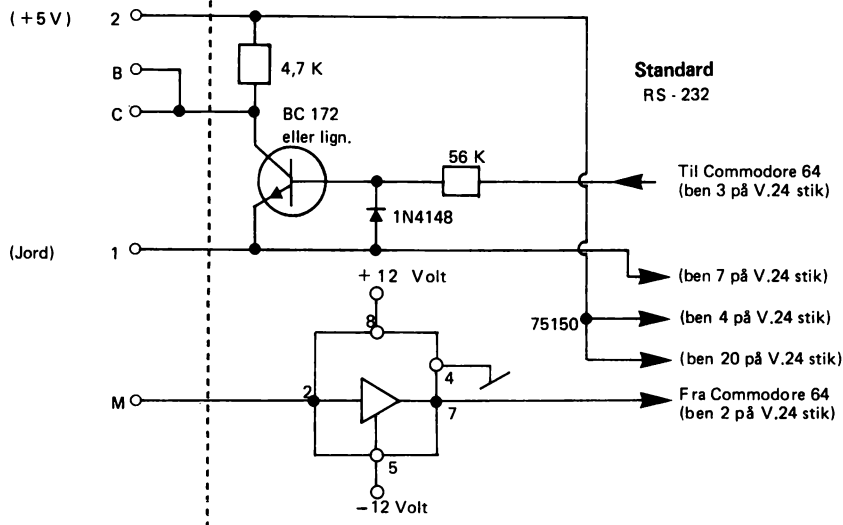 (+5V) 2
B
C
4,7 K
BC 172
eller lign.
Standard
RS - 232
56 K
Til Commodore 64
(ben 3 på V.24 stik)
1N4148
(Jord) 1
+ 12 Volt
(ben 7 på V.24 stik)
8
75150
(ben 4 på V.24 stik)
4
(ben 20 på V.24 stik)
M
2
7
Fra Commodore 64
(ben 2 på V.24 stik)
5
−12 Volt